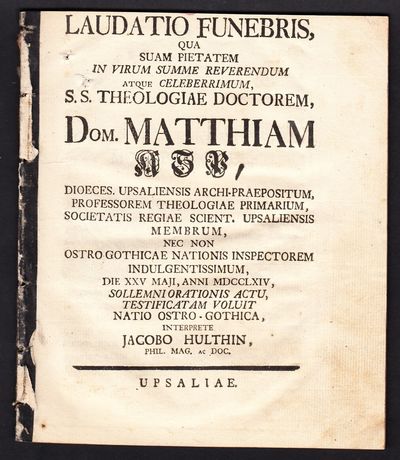 LAUDATIO FUNEBRIS,
QUA
SUAM PIETATEM
IN VIRUM SUMME REVERENDUM
ATQUE CELEBERRIMUM,
S.S. THEOLOGIAE DOCTOREM,
DOM. MATTHIAM
ASP,
DIOECES. UPSALIENSIS ARCHI-PRAEPOSITUM,
PROFESSOREM THEOLOGIAE PRIMARIUM,
SOCIETATIS REGIAE SCIENT. UPSALIENSIS
MEMBRUM,
NEC NON
OSTRO GOTHICAE NATIONIS INSPECTOREM
INDULGENTISSIMUM,
DIE XXV MAJI, ANNI MDCCLXIV,
SOLLEMNI ORATIONIS ACTU,
TESTIFICATAM VOLUIT
NATIO OSTRO-GOTHICA,
INTERPRETE
JACOBO HULTHIN,
PHIL. MAG. AC DOC.
UPSALIAE.